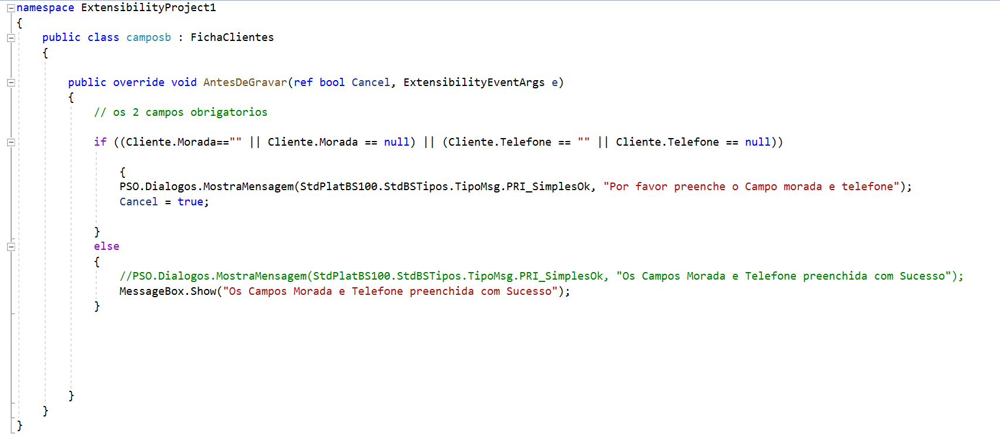 namespace ExtensibilityProject1
{
public class camposb : FichaClientes
{
public override void AntesDeGravar(ref bool Cancel, ExtensibilityEventArgs e)
{
// os 2 campos obrigatorios
if ((Cliente.Morada=="" || Cliente.Morada == null) || (Cliente.Telefone == "" || Cliente.Telefone == null))
{
PSO.Dialogos.MostraMensagem(StdPlatBS100.StdBSTipos.TipoMsg.PRI_SimplesOk, "Por favor preenche o Campo morada e telefone");
Cancel = true;
}
else
{
//PSO.Dialogos.MostraMensagem(StdPlatBS100.StdBSTipos.TipoMsg.PRI_SimplesOk, "Os Campos Morada e Telefone preenchida com Sucesso");
MessageBox.Show("Os Campos Morada e Telefone preenchida com Sucesso");
}
}
}
}